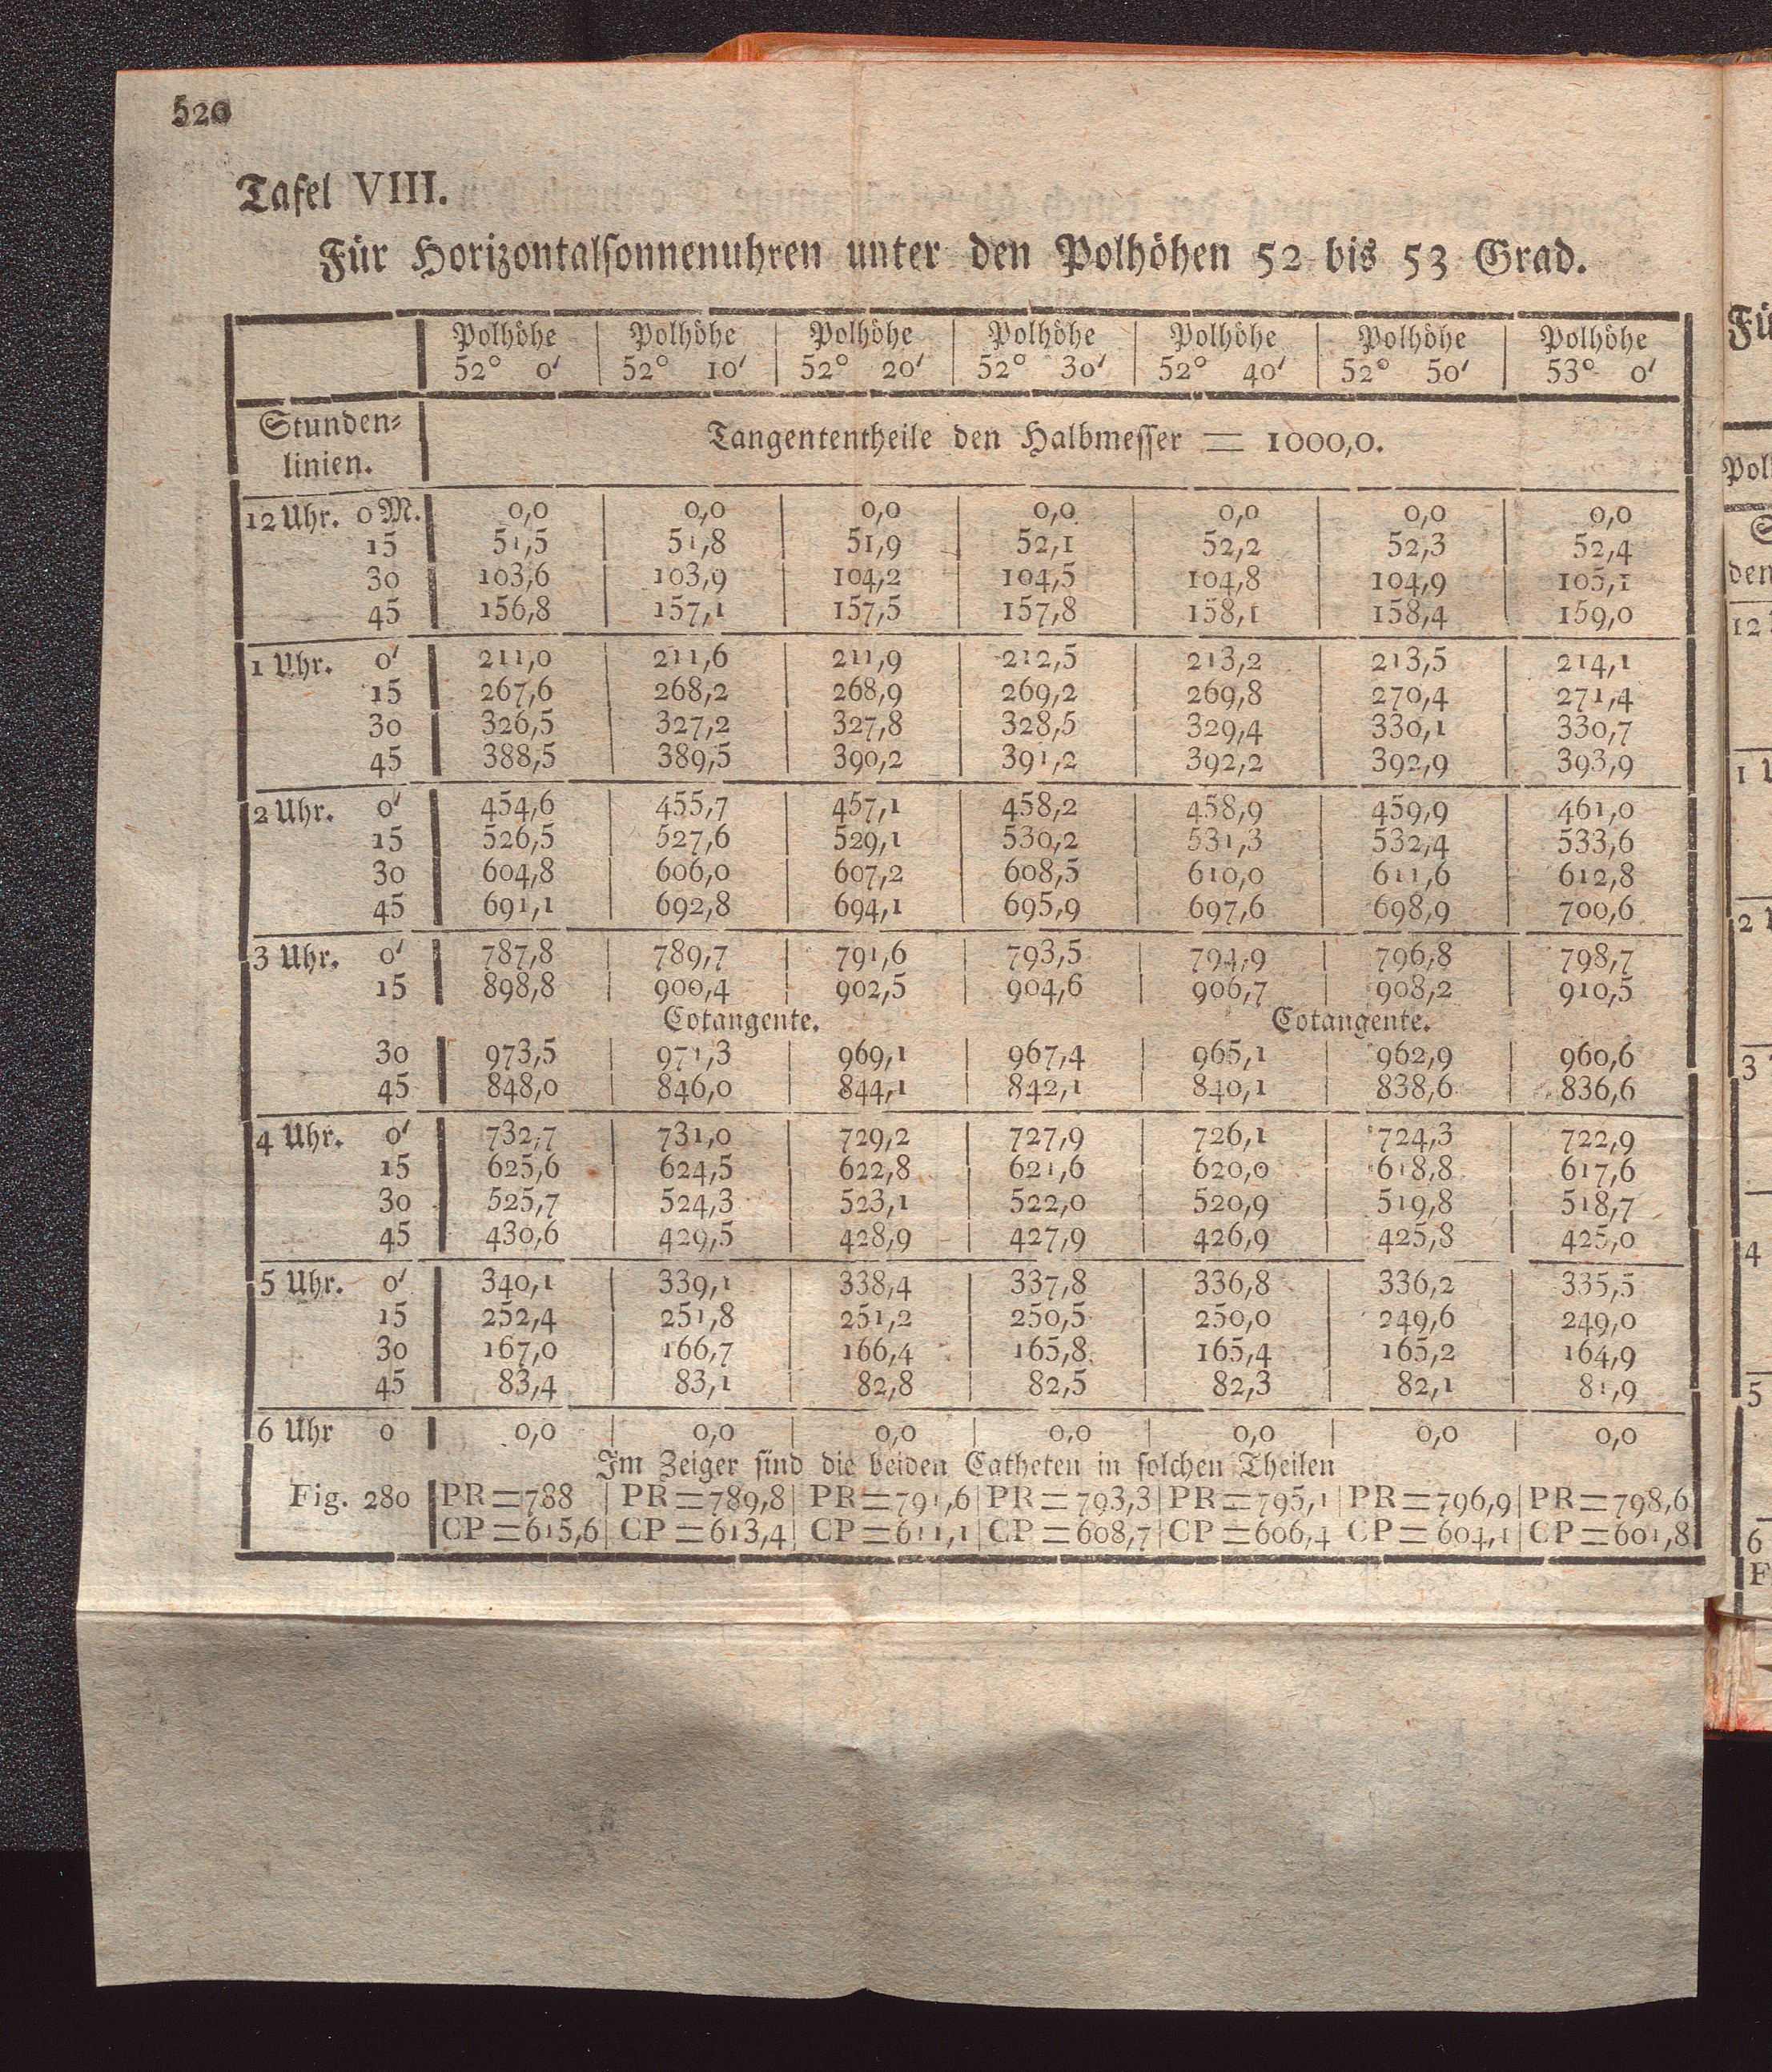 520
Tafel VIII.
Für Horizontalsonnenuhren unter den Polhöhen 52 bis 53 Grad.
Polhöhe Polhöhe Polhöhe Polhöhe Polhöhe Polhöhe Polhöhe
52° 0′ 52° 10′ 52° 20′ 52° 30′ 52° 40′ 52° 50′ 53° 0′
Stunden-
linien.
Tangententheile den Halbmesser = 1000,0.
12 Uhr. 0 M. 0,0 0,0 0,0 0,0 0,0 0,0 0,0
15 51,5 51,8 51,9 52,1 52,2 52,3 52,4
30 103,6 103,9 104,2 104,5 104,8 104,9 105,1
45 156,8 157,1 157,5 157,8 158,1 158,4 159,0
1 Uhr. 0′ 211,0 211,6 211,9 212,5 213,2 213,5 214,1
15 267,6 268,2 268,9 269,2 269,8 270,4 271,4
30 326,5 327,2 327,8 328,5 329,4 330,1 330,7
45 388,5 389,5 390,2 391,2 392,2 392,9 393,9
2 Uhr. 0′ 454,6 455,7 457,1 458,2 458,9 459,9 461,0
15 526,5 527,6 529,1 530,2 531,3 532,4 533,6
30 604,8 606,0 607,2 608,5 610,0 611,6 612,8
45 691,1 692,8 694,1 695,9 697,6 698,9 700,6
3 Uhr. 0′ 787,8 789,7 791,6 793,5 794,9 796,8 798,7
15 898,8 900,4 902,5 904,6 906,7 908,2 910,5
Cotangente. Cotangente.
30 973,5 971,3 969,1 967,4 965,1 962,9 960,6
45 848,0 846,0 844,1 842,1 840,1 838,6 836,6
4 Uhr. 0′ 732,7 731,0 729,2 727,9 726,1 724,3 722,9
15 625,6 624,5 622,8 621,6 620,0 618,8 617,6
30 525,7 524,3 523,1 522,0 520,9 519,8 518,7
45 430,6 429,5 428,9 427,9 426,9 425,8 425,0
5 Uhr. 0′ 340,1 339,1 338,4 337,8 336,8 336,2 335,5
15 252,4 251,8 251,2 250,5 250,0 249,6 249,0
30 167,0 166,7 166,4 165,8 165,4 165,2 164,9
45 83,4 83,1 82,8 82,5 82,3 82,1 81,9
6 Uhr 0 0,0 0,0 0,0 0,0 0,0 0,0 0,0
Im Zeiger sind die beiden Catheten in solchen Theilen
Fig. 280 PR=788 PR=789,8 PR=791,6 PR=793,3 PR=795,1 PR=796,9 PR=798,6
CP=615,6 CP=613,4 CP=611,1 CP=608,7 CP=606,4 CP=604,1 CP=601,8